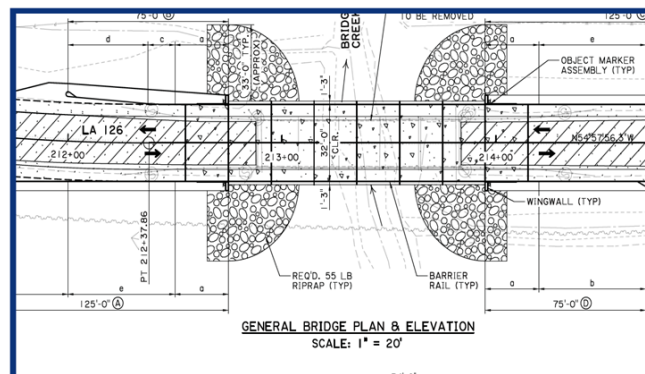 75'-0" Ⓑ
125'-0" Ⓒ
TO BE REMOVED
d
c
a
a
e
33'-0" TYP.
(APPROX)
1'-3"
BRIDGE
CREEK
OBJECT MARKER
ASSEMBLY (TYP)
LA 126
212+00
213+00
32'-0"
CLR.
214+00
N54°57'56.3"W
PT 212+37.86
1'-3"
WINGWALL (TYP)
REQ'D. 55 LB
RIPRAP (TYP)
BARRIER
RAIL (TYP)
e
a
a
b
125'-0" Ⓐ
75'-0" Ⓓ
GENERAL BRIDGE PLAN & ELEVATION
SCALE: 1" = 20'